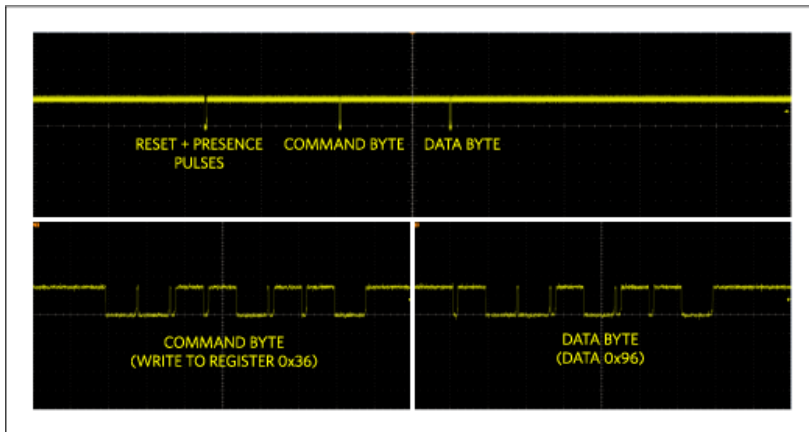 RESET + PRESENCE
PULSES
COMMAND BYTE
DATA BYTE
COMMAND BYTE
(WRITE TO REGISTER 0x36)
DATA BYTE
(DATA 0x96)